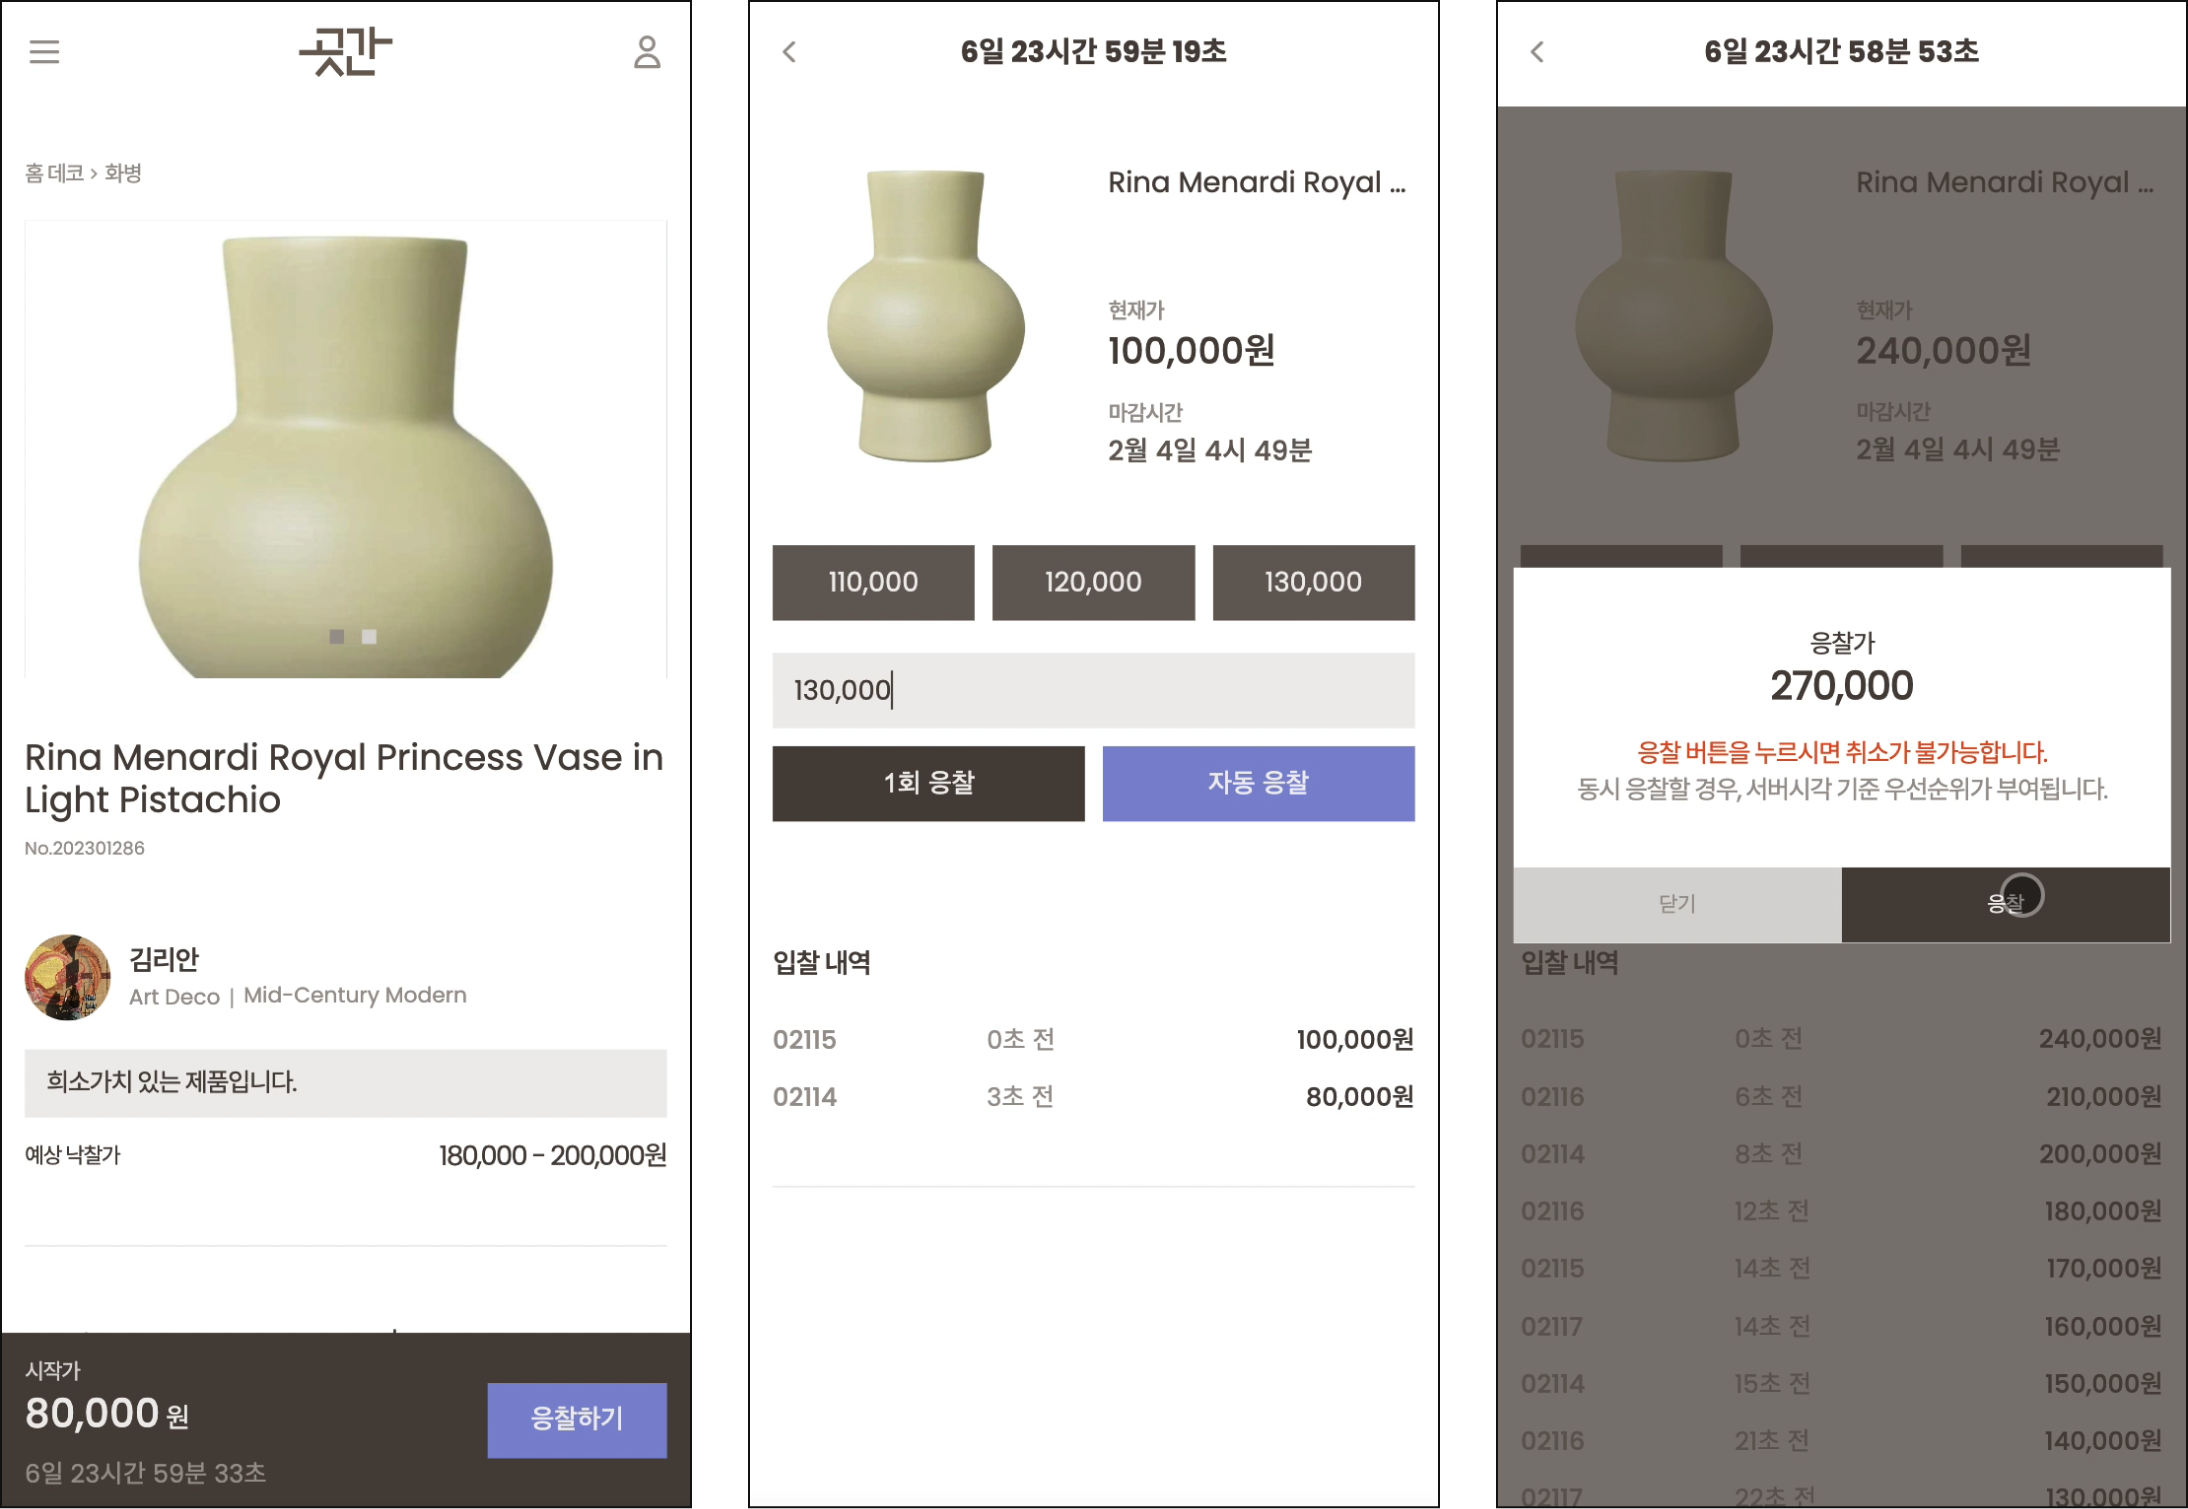 곳간
홈 데코 > 화병
Rina Menardi Royal Princess Vase in
Light Pistachio
No.202301286
김리안
Art Deco | Mid-Century Modern
희소가치 있는 제품입니다.
예상 낙찰가 180,000 - 200,000원
시작가
80,000 원
6일 23시간 59분 33초
응찰하기
6일 23시간 59분 19초
Rina Menardi Royal ...
현재가
100,000원
마감시간
2월 4일 4시 49분
110,000 120,000 130,000
130,000
1회 응찰 자동 응찰
입찰 내역
02115 0초 전 100,000원
02114 3초 전 80,000원
6일 23시간 58분 53초
Rina Menardi Royal ...
현재가
240,000원
마감시간
2월 4일 4시 49분
응찰가
270,000
응찰 버튼을 누르시면 취소가 불가능합니다.
동시 응찰할 경우, 서버시각 기준 우선순위가 부여됩니다.
닫기 응찰
입찰 내역
02115 0초 전 240,000원
02116 6초 전 210,000원
02114 8초 전 200,000원
02116 12초 전 180,000원
02115 14초 전 170,000원
02117 14초 전 160,000원
02114 15초 전 150,000원
02116 21초 전 140,000원
02117 22초 전 130,000원